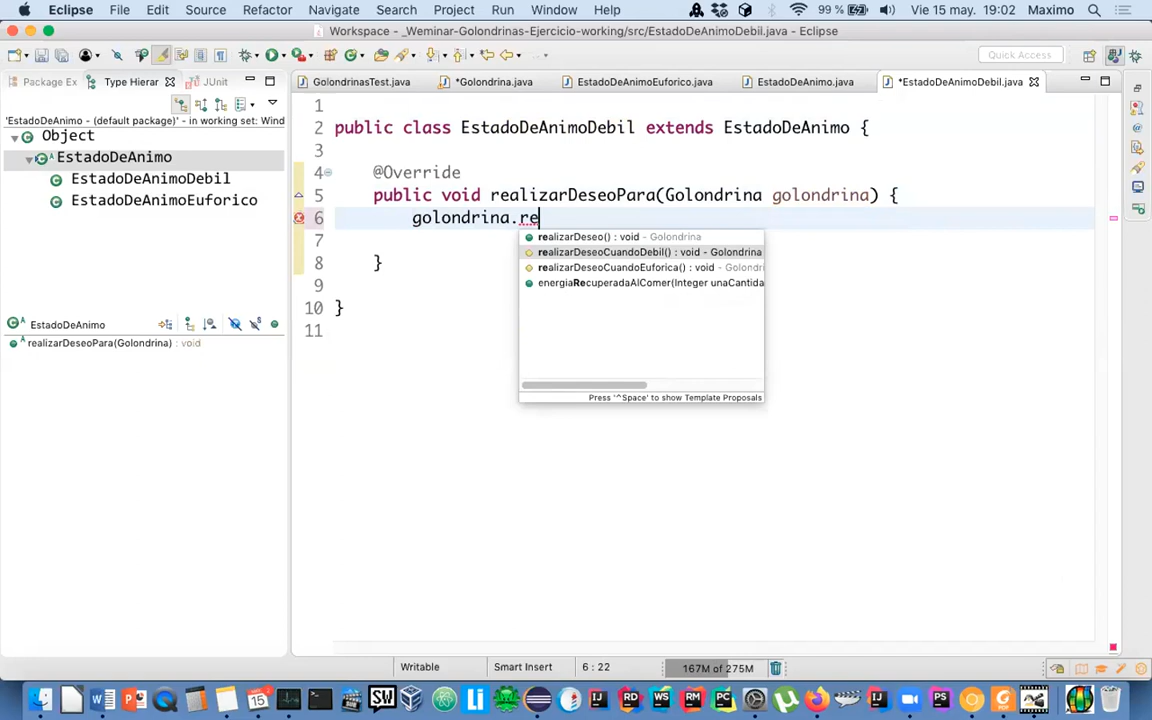 Eclipse File Edit Source Refactor Navigate Search Project Run Window Help 99 % Vie 15 may. 19:02 Maximo
Workspace - _Weminar-Golondrinas-Ejercicio-working/src/EstadoDeAnimoDebil.java - Eclipse
Quick Access
Package Ex Type Hierar JUnit
GolondrinasTest.java *Golondrina.java EstadoDeAnimoEuforico.java EstadoDeAnimo.java *EstadoDeAnimoDebil.java
'EstadoDeAnimo - (default package)' - in working set: Wind
Object
EstadoDeAnimo
EstadoDeAnimoDebil
EstadoDeAnimoEuforico
EstadoDeAnimo
realizarDeseoPara(Golondrina) : void
1
2 public class EstadoDeAnimoDebil extends EstadoDeAnimo {
3
4 @Override
5 public void realizarDeseoPara(Golondrina golondrina) {
6 golondrina.re
7
8 }
9
10 }
11
realizarDeseo() : void - Golondrina
realizarDeseoCuandoDebil() : void - Golondrina
realizarDeseoCuandoEuforica() : void - Golondri
energiaRecuperadaAlComer(Integer unaCantida
Press '^Space' to show Template Proposals
Writable Smart Insert 6 : 22 167M of 275M